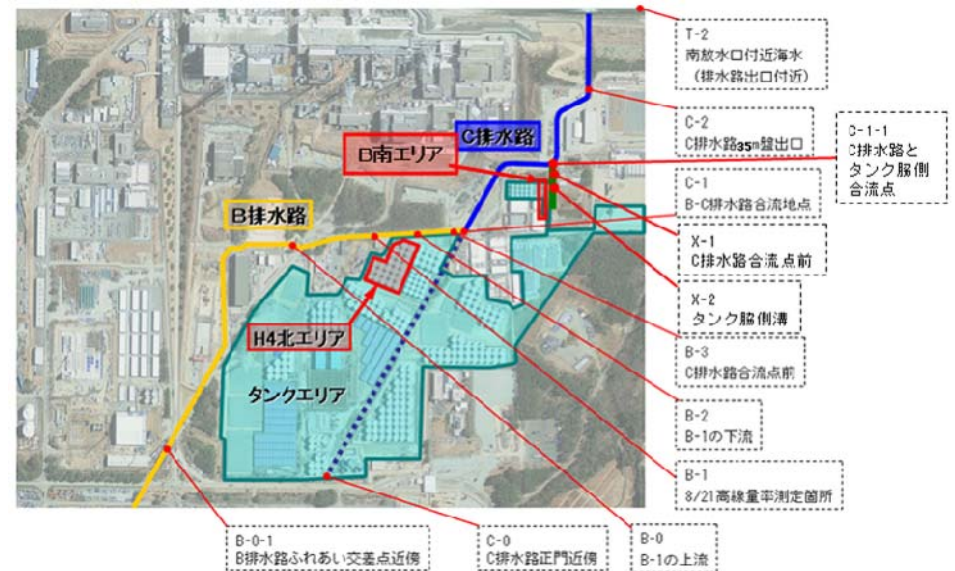 T-2
南放水口付近海水
(排水路出口付近)
C-2
C排水路35m盤出口
C-1-1
C排水路と
タンク脇側
合流点
C-1
B-C排水路合流地点
X-1
C排水路合流点前
X-2
タンク脇側溝
B-3
C排水路合流点前
B-2
B-1の下流
B-1
8/21高線量率測定箇所
B-0
B-1の上流
C-0
C排水路正門近傍
B-0-1
B排水路ふれあい交差点近傍
C排水路
B南エリア
B排水路
H4北エリア
タンクエリア